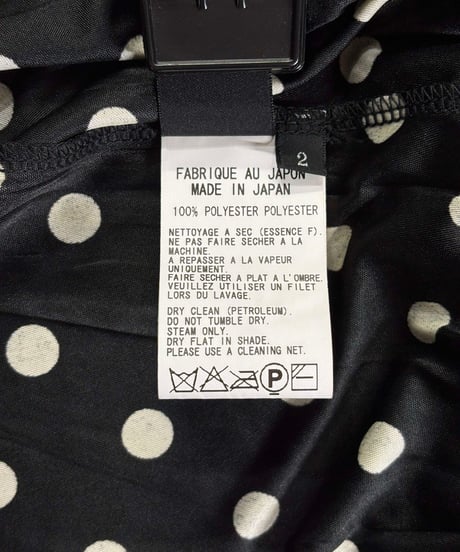 2
FABRIQUE AU JAPON
MADE IN JAPAN
100% POLYESTER POLYESTER
NETTOYAGE A SEC (ESSENCE F).
NE PAS FAIRE SECHER A LA
MACHINE.
A REPASSER A LA VAPEUR
UNIQUEMENT.
FAIRE SECHER A PLAT A L'OMBRE.
VEUILLEZ UTILISER UN FILET
LORS DU LAVAGE.
DRY CLEAN (PETROLEUM).
DO NOT TUMBLE DRY.
STEAM ONLY.
DRY FLAT IN SHADE.
PLEASE USE A CLEANING NET.
P